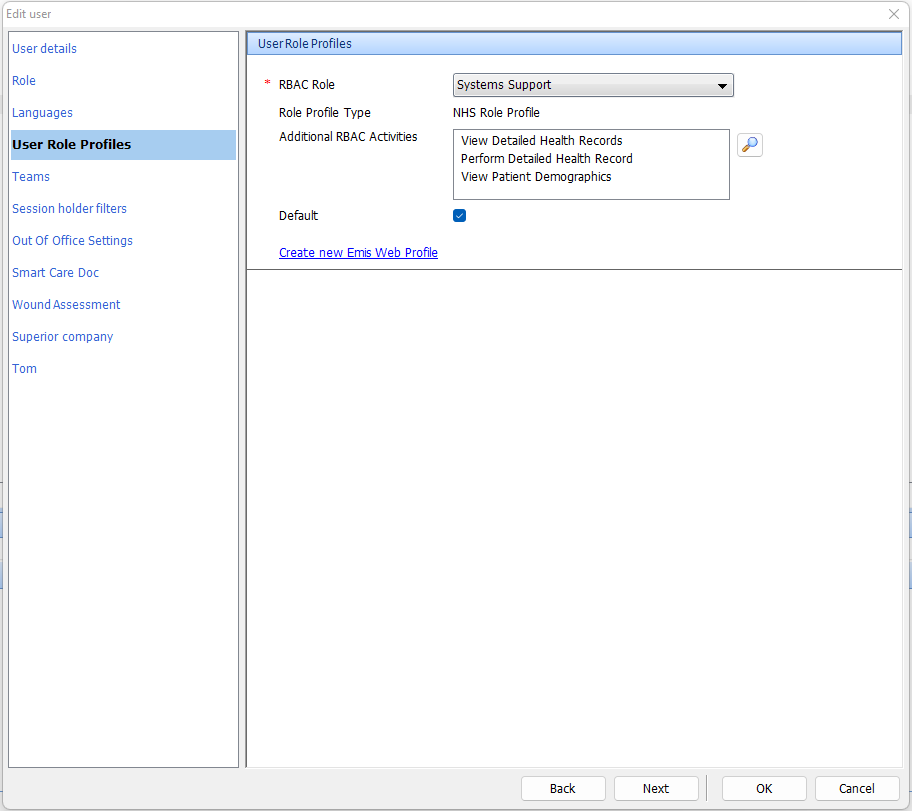 Edit user
User details
Role
Languages
User Role Profiles
Teams
Session holder filters
Out Of Office Settings
Smart Care Doc
Wound Assessment
Superior company
Tom
User Role Profiles
* RBAC Role Systems Support
Role Profile Type NHS Role Profile
Additional RBAC Activities View Detailed Health Records
Perform Detailed Health Record
View Patient Demographics
Default
Create new Emis Web Profile
Back Next OK Cancel